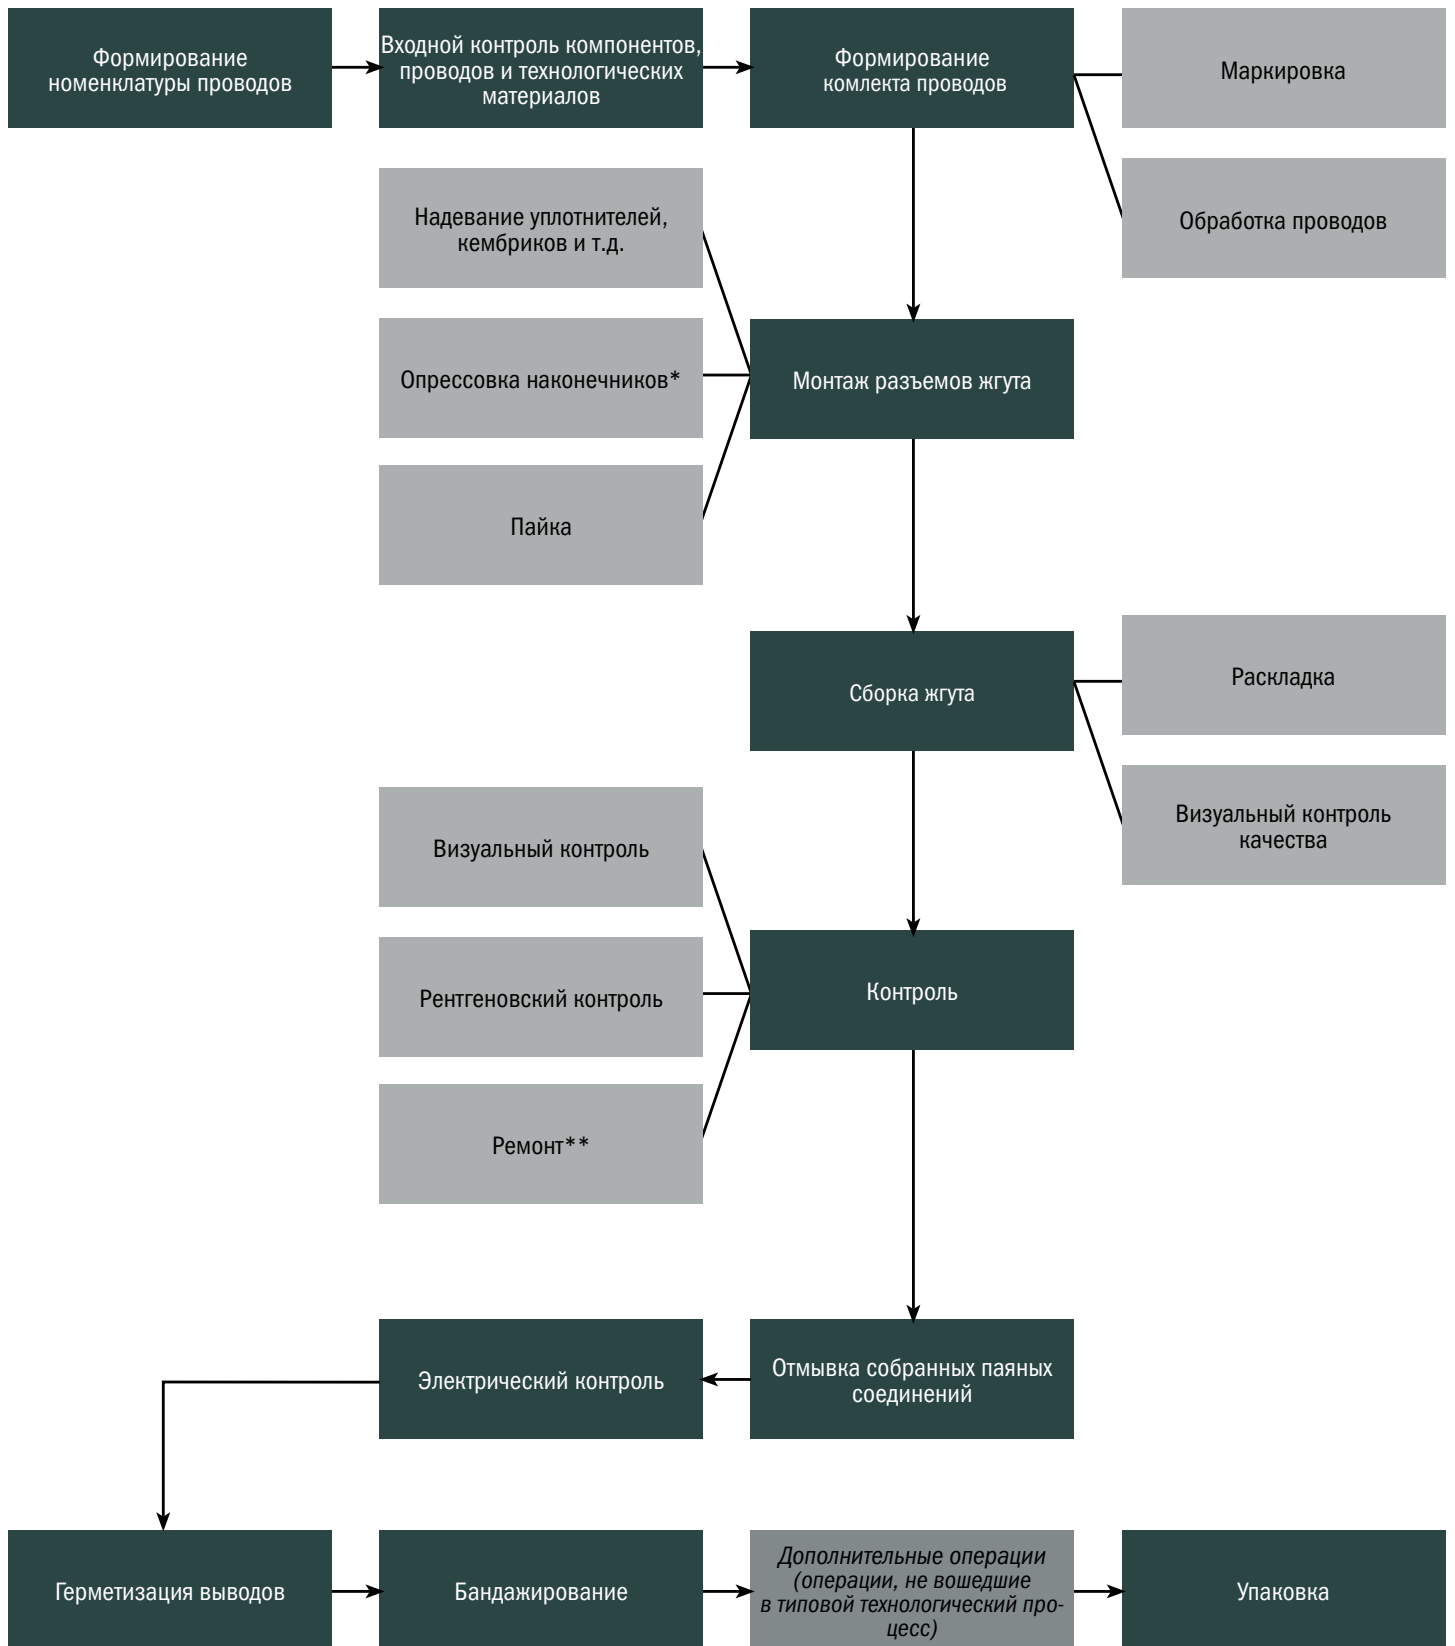 Формирование
номенклатуры проводов
Входной контроль компонентов,
проводов и технологических
материалов
Формирование
комлекта проводов
Маркировка
Обработка проводов
Надевание уплотнителей,
кембриков и т.д.
Опрессовка наконечников*
Пайка
Монтаж разъемов жгута
Сборка жгута
Раскладка
Визуальный контроль
качества
Визуальный контроль
Рентгеновский контроль
Ремонт**
Контроль
Отмывка собранных паяных
соединений
Электрический контроль
Герметизация выводов
Бандажирование
Дополнительные операции
(операции, не вошедшие
в типовой технологический про-
цесс)
Упаковка